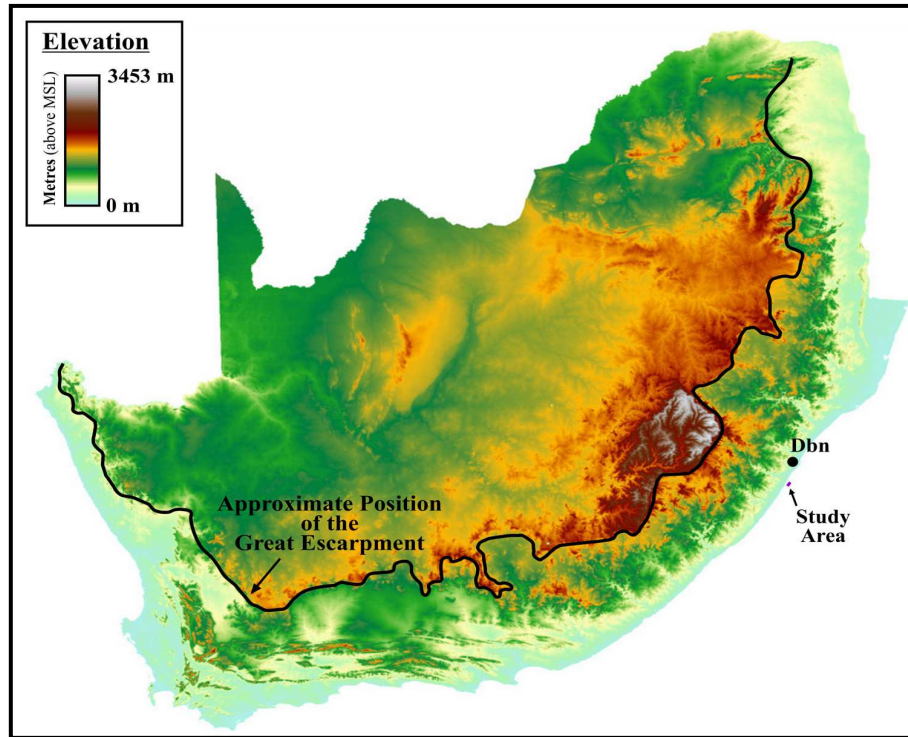 Elevation
3453 m
Metres (above MSL)
0 m
Dbn
Study
Area
Approximate Position
of the
Great Escarpment